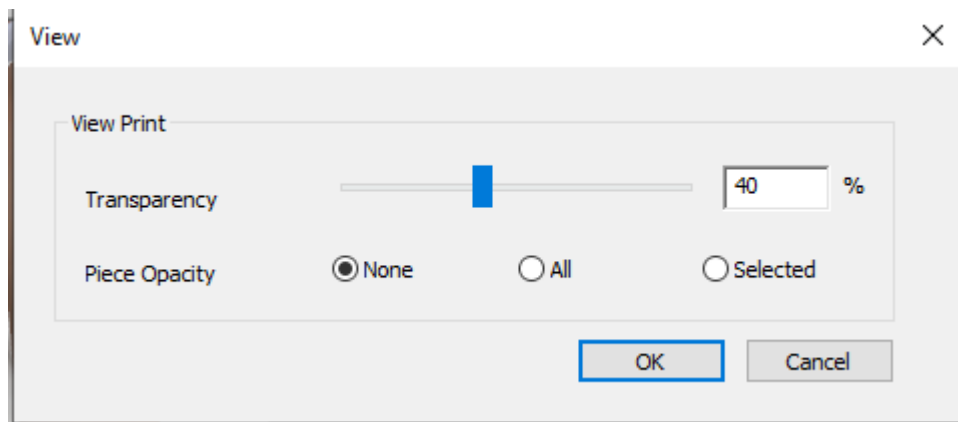 View
View Print
Transparency 40 %
Piece Opacity None All Selected
OK Cancel